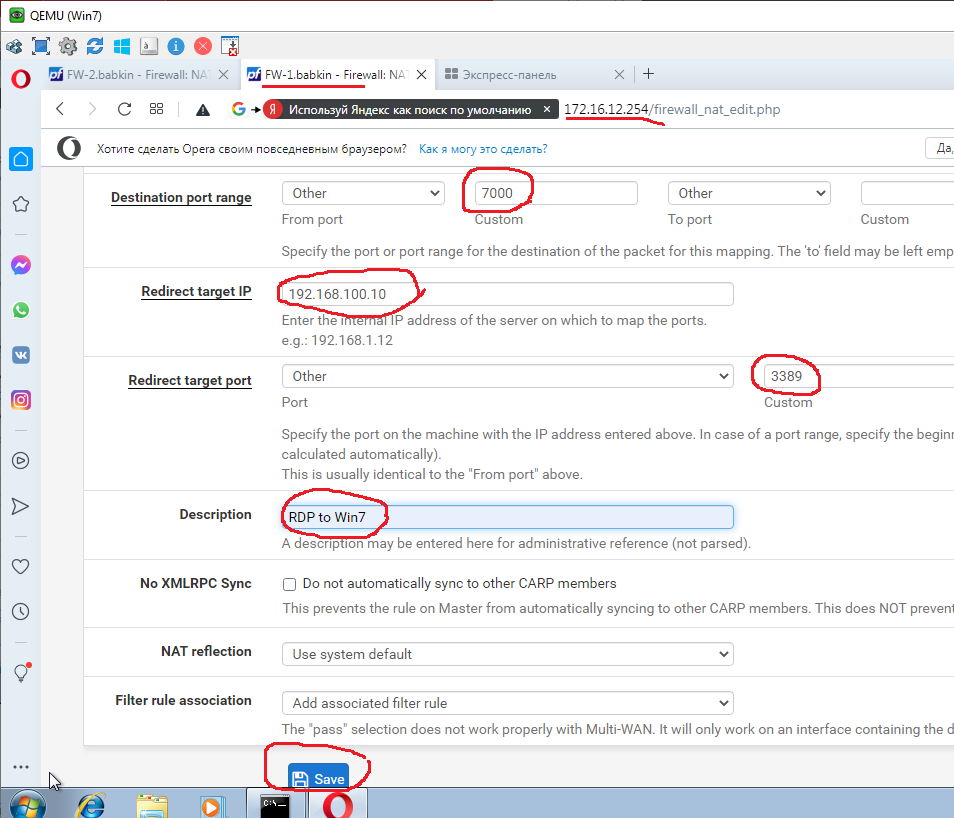 QEMU (Win7)
FW-2.babkin - Firewall: NA
FW-1.babkin - Firewall: NA
Экспресс-панель
Используй Яндекс как поиск по умолчанию
172.16.12.254/firewall_nat_edit.php
Хотите сделать Opera своим повседневным браузером? Как я могу это сделать?
Да,
Destination port range
Other
7000
Other
From port
Custom
To port
Custom
Specify the port or port range for the destination of the packet for this mapping. The 'to' field may be left emp
Redirect target IP
192.168.100.10
Enter the internal IP address of the server on which to map the ports.
e.g.: 192.168.1.12
Redirect target port
Other
3389
Port
Custom
Specify the port on the machine with the IP address entered above. In case of a port range, specify the beginn
calculated automatically).
This is usually identical to the "From port" above.
Description
RDP to Win7
A description may be entered here for administrative reference (not parsed).
No XMLRPC Sync
Do not automatically sync to other CARP members
This prevents the rule on Master from automatically syncing to other CARP members. This does NOT prevent
NAT reflection
Use system default
Filter rule association
Add associated filter rule
The "pass" selection does not work properly with Multi-WAN. It will only work on an interface containing the d
Save